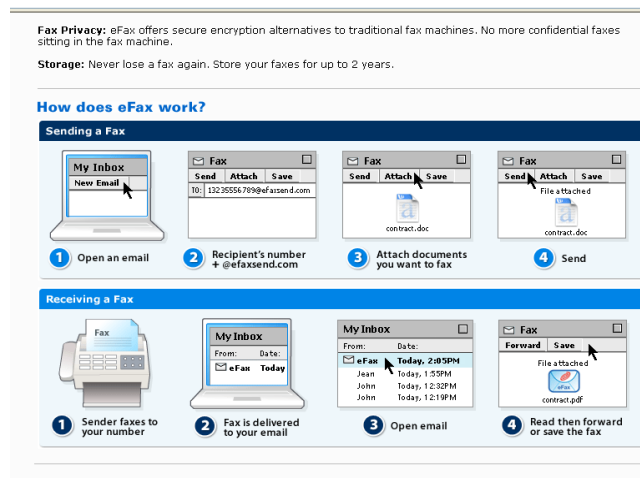 Fax Privacy: eFax offers secure encryption alternatives to traditional fax machines. No more confidential faxes
sitting in the fax machine.
Storage: Never lose a fax again. Store your faxes for up to 2 years.
How does eFax work?
Sending a Fax
My Inbox
New Email
1 Open an email
Fax
Send Attach Save
TO: 13235556789@efaxsend.com
2 Recipient's number
+ @efaxsend.com
Fax
Send Attach Save
contract.doc
3 Attach documents
you want to fax
Fax
Send Attach Save
File attached
contract.doc
4 Send
Receiving a Fax
Fax
1 Sender faxes to
your number
My Inbox
From: Date:
eFax Today
2 Fax is delivered
to your email
My Inbox
From: Date:
eFax Today, 2:05PM
Jean Today, 1:55PM
John Today, 12:32PM
John Today, 12:19PM
3 Open email
Fax
Forward Save
File attached
eFax
contract.pdf
4 Read then forward
or save the fax